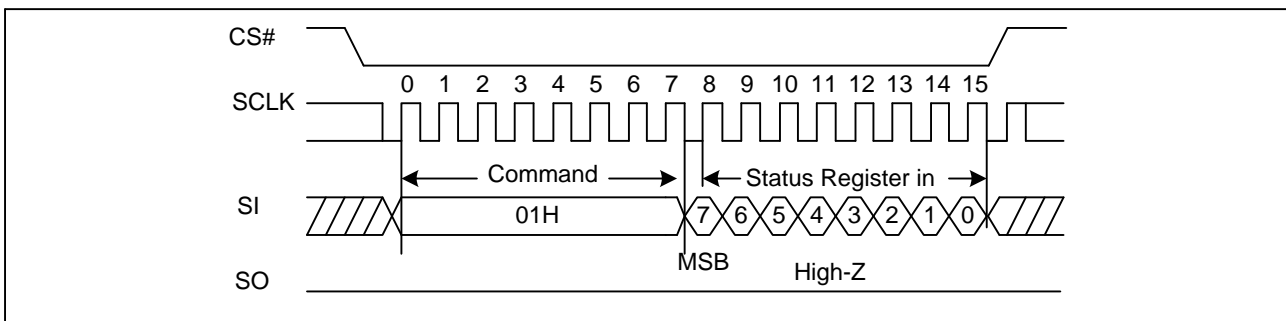 CS#
0 1 2 3 4 5 6 7 8 9 10 11 12 13 14 15
SCLK
Command Status Register in
SI 01H 7 6 5 4 3 2 1 0
MSB High-Z
SO